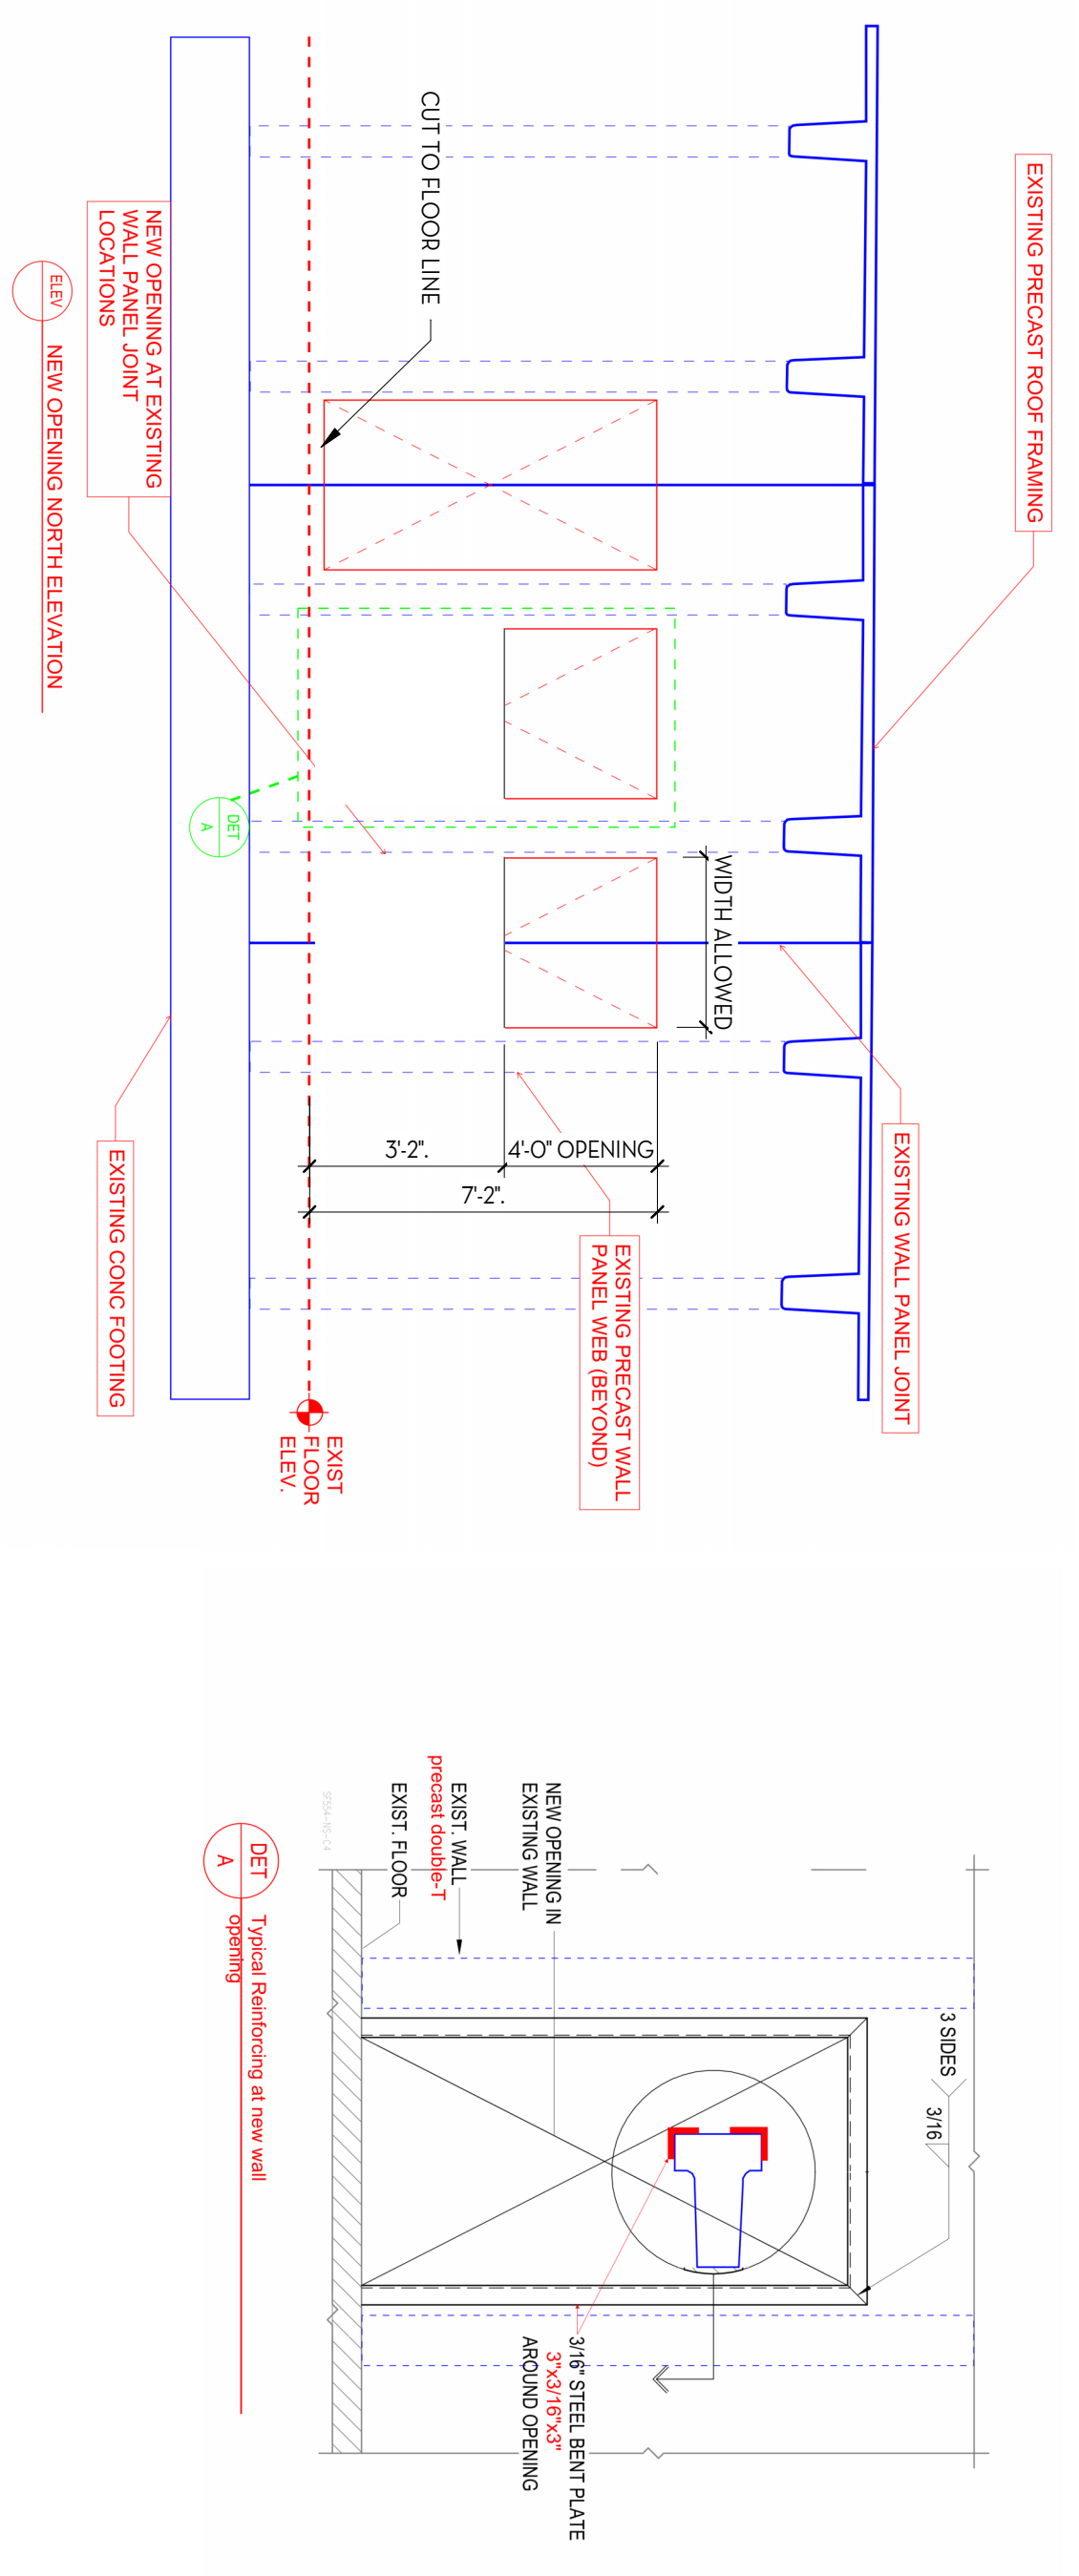 EXISTING PRECAST ROOF FRAMING
CUT TO FLOOR LINE
NEW OPENING AT EXISTING
WALL PANEL JOINT
LOCATIONS
ELEV
NEW OPENING NORTH ELEVATION
DET
A
WIDTH ALLOWED
3'-2".
4'-0" OPENING
7'-2".
EXISTING WALL PANEL JOINT
EXISTING PRECAST WALL
PANEL WEB (BEYOND)
EXISTING CONC FOOTING
EXIST
FLOOR
ELEV.
3 SIDES
3/16
NEW OPENING IN
EXISTING WALL
EXIST. WALL
precast double-T
EXIST. FLOOR
SF554-NS-C4
3/16" STEEL BENT PLATE
3"x3/16"x3"
AROUND OPENING
DET
A
Typical Reinforcing at new wall
opening